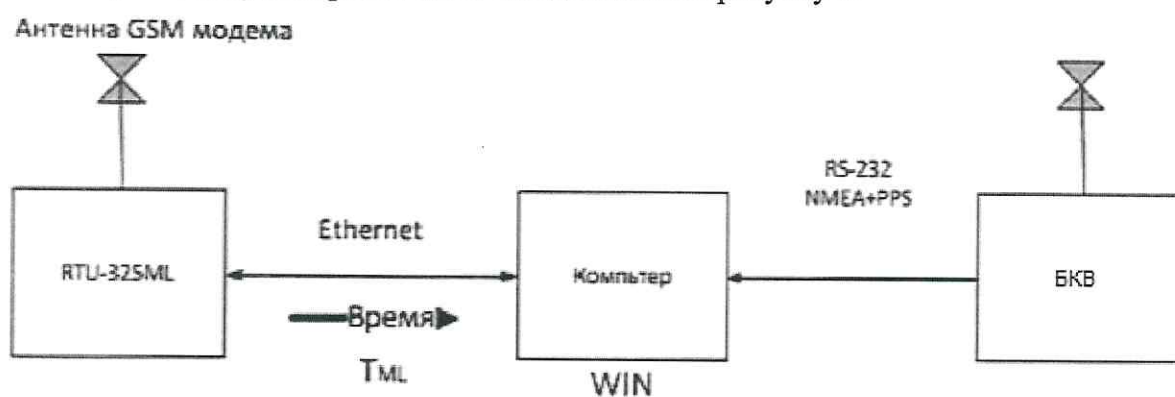 Антенна GSM модема
RS-232
NMEA+PPS
Ethernet
RTU-325ML
Компьтер
БКВ
Время
TML
WIN